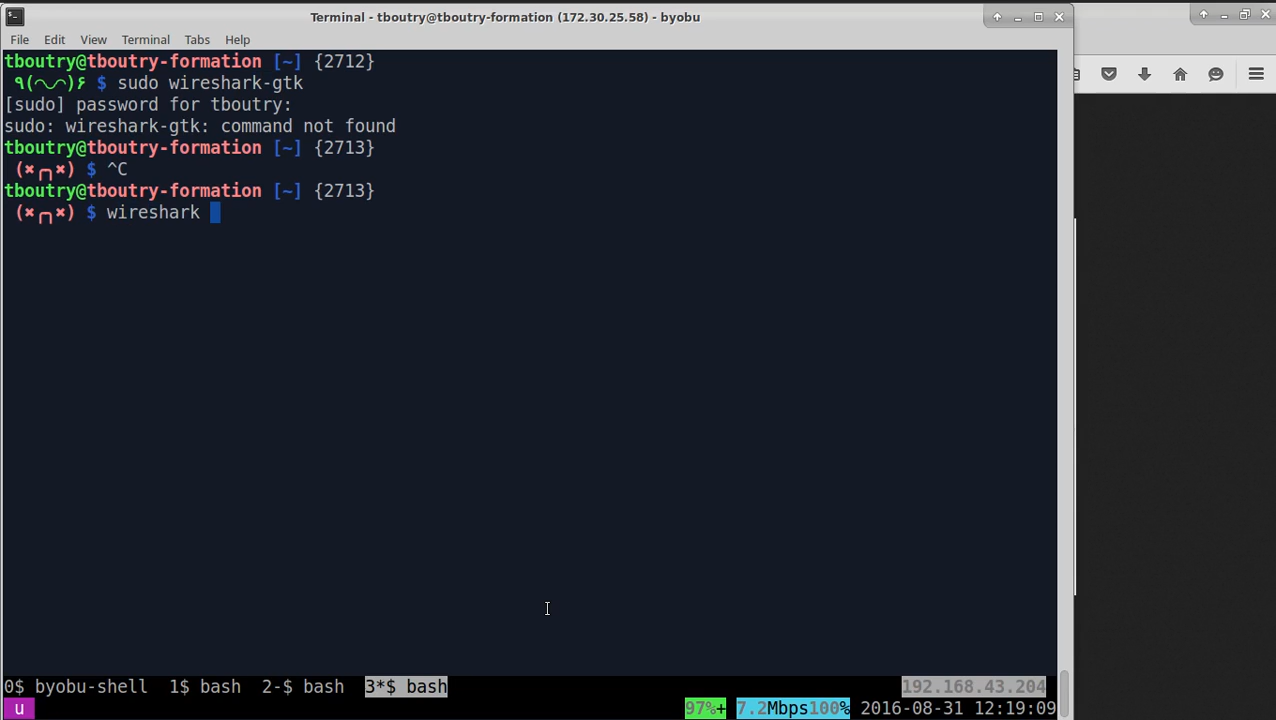 Terminal - tboutry@tboutry-formation (172.30.25.58) - byobu
File Edit View Terminal Tabs Help
tboutry@tboutry-formation [~] {2712}
٩(◠◡◠)۶ $ sudo wireshark-gtk
[sudo] password for tboutry:
sudo: wireshark-gtk: command not found
tboutry@tboutry-formation [~] {2713}
(✖╭╮✖) $ ^C
tboutry@tboutry-formation [~] {2713}
(✖╭╮✖) $ wireshark
0$ byobu-shell 1$ bash 2-$ bash 3*$ bash 192.168.43.204
u 97%+ 7.2Mbps100% 2016-08-31 12:19:09